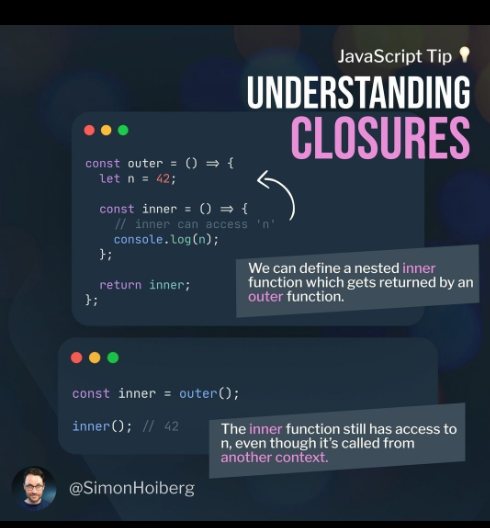 JavaScript Tip
UNDERSTANDING
CLOSURES
const outer = () ⇒ {
let n = 42;
const inner = () ⇒ {
// inner can access 'n'
console.log(n);
};
return inner;
};
We can define a nested inner
function which gets returned by an
outer function.
const inner = outer();
inner(); // 42
The inner function still has access to
n, even though it's called from
another context.
@SimonHoiberg